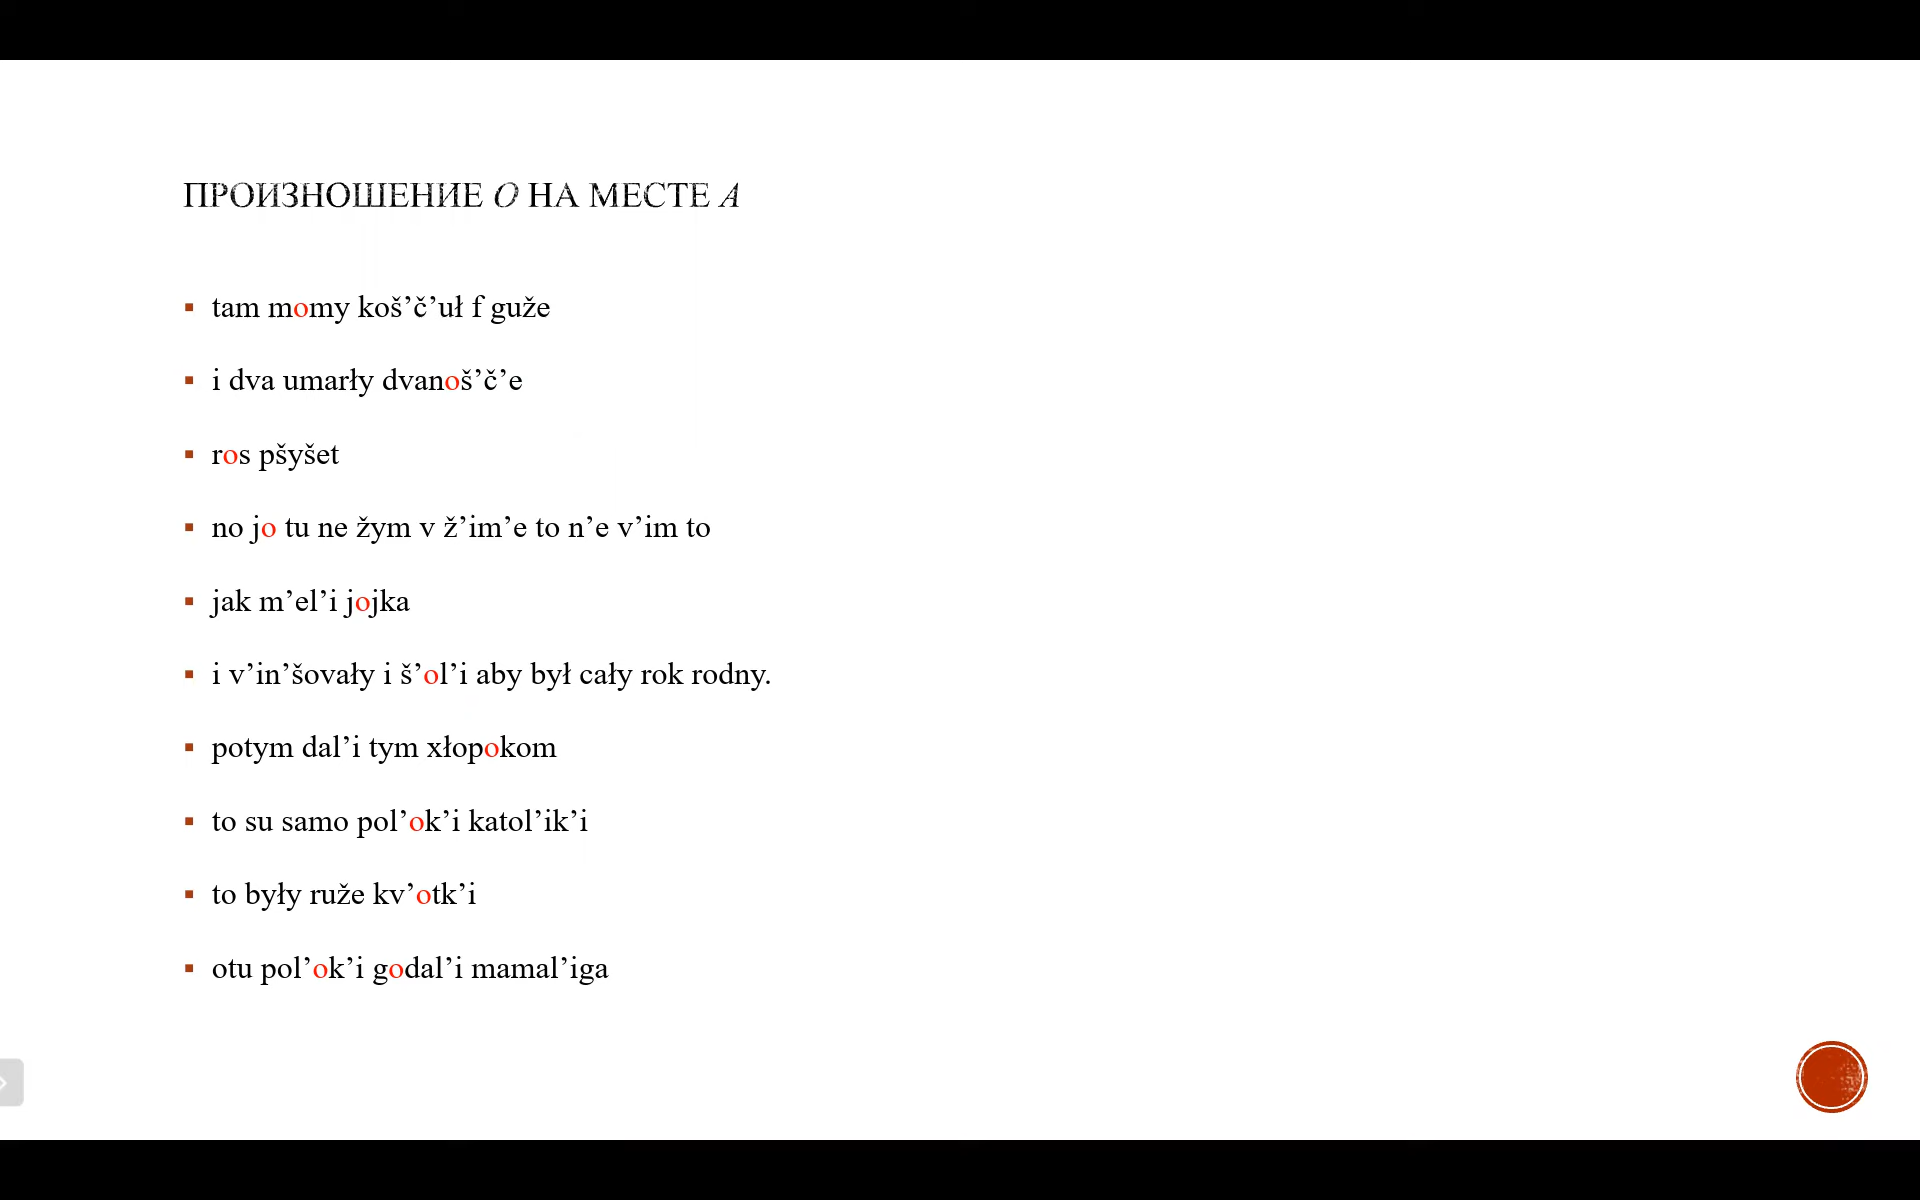 ПРОИЗНОШЕНИЕ О НА МЕСТЕ А
tam momy koš’č’uł f guže
i dva umarły dvanoš’č’e
ros pšyšet
no jo tu ne žym v ž’im’e to n’e v’im to
jak m’el’i jojka
i v’in’šovały i š’ol’i aby był cały rok rodny.
potym dal’i tym xłopokom
to su samo pol’ok’i katol’ik’i
to były ruže kv’otk’i
otu pol’ok’i godal’i mamal’iga